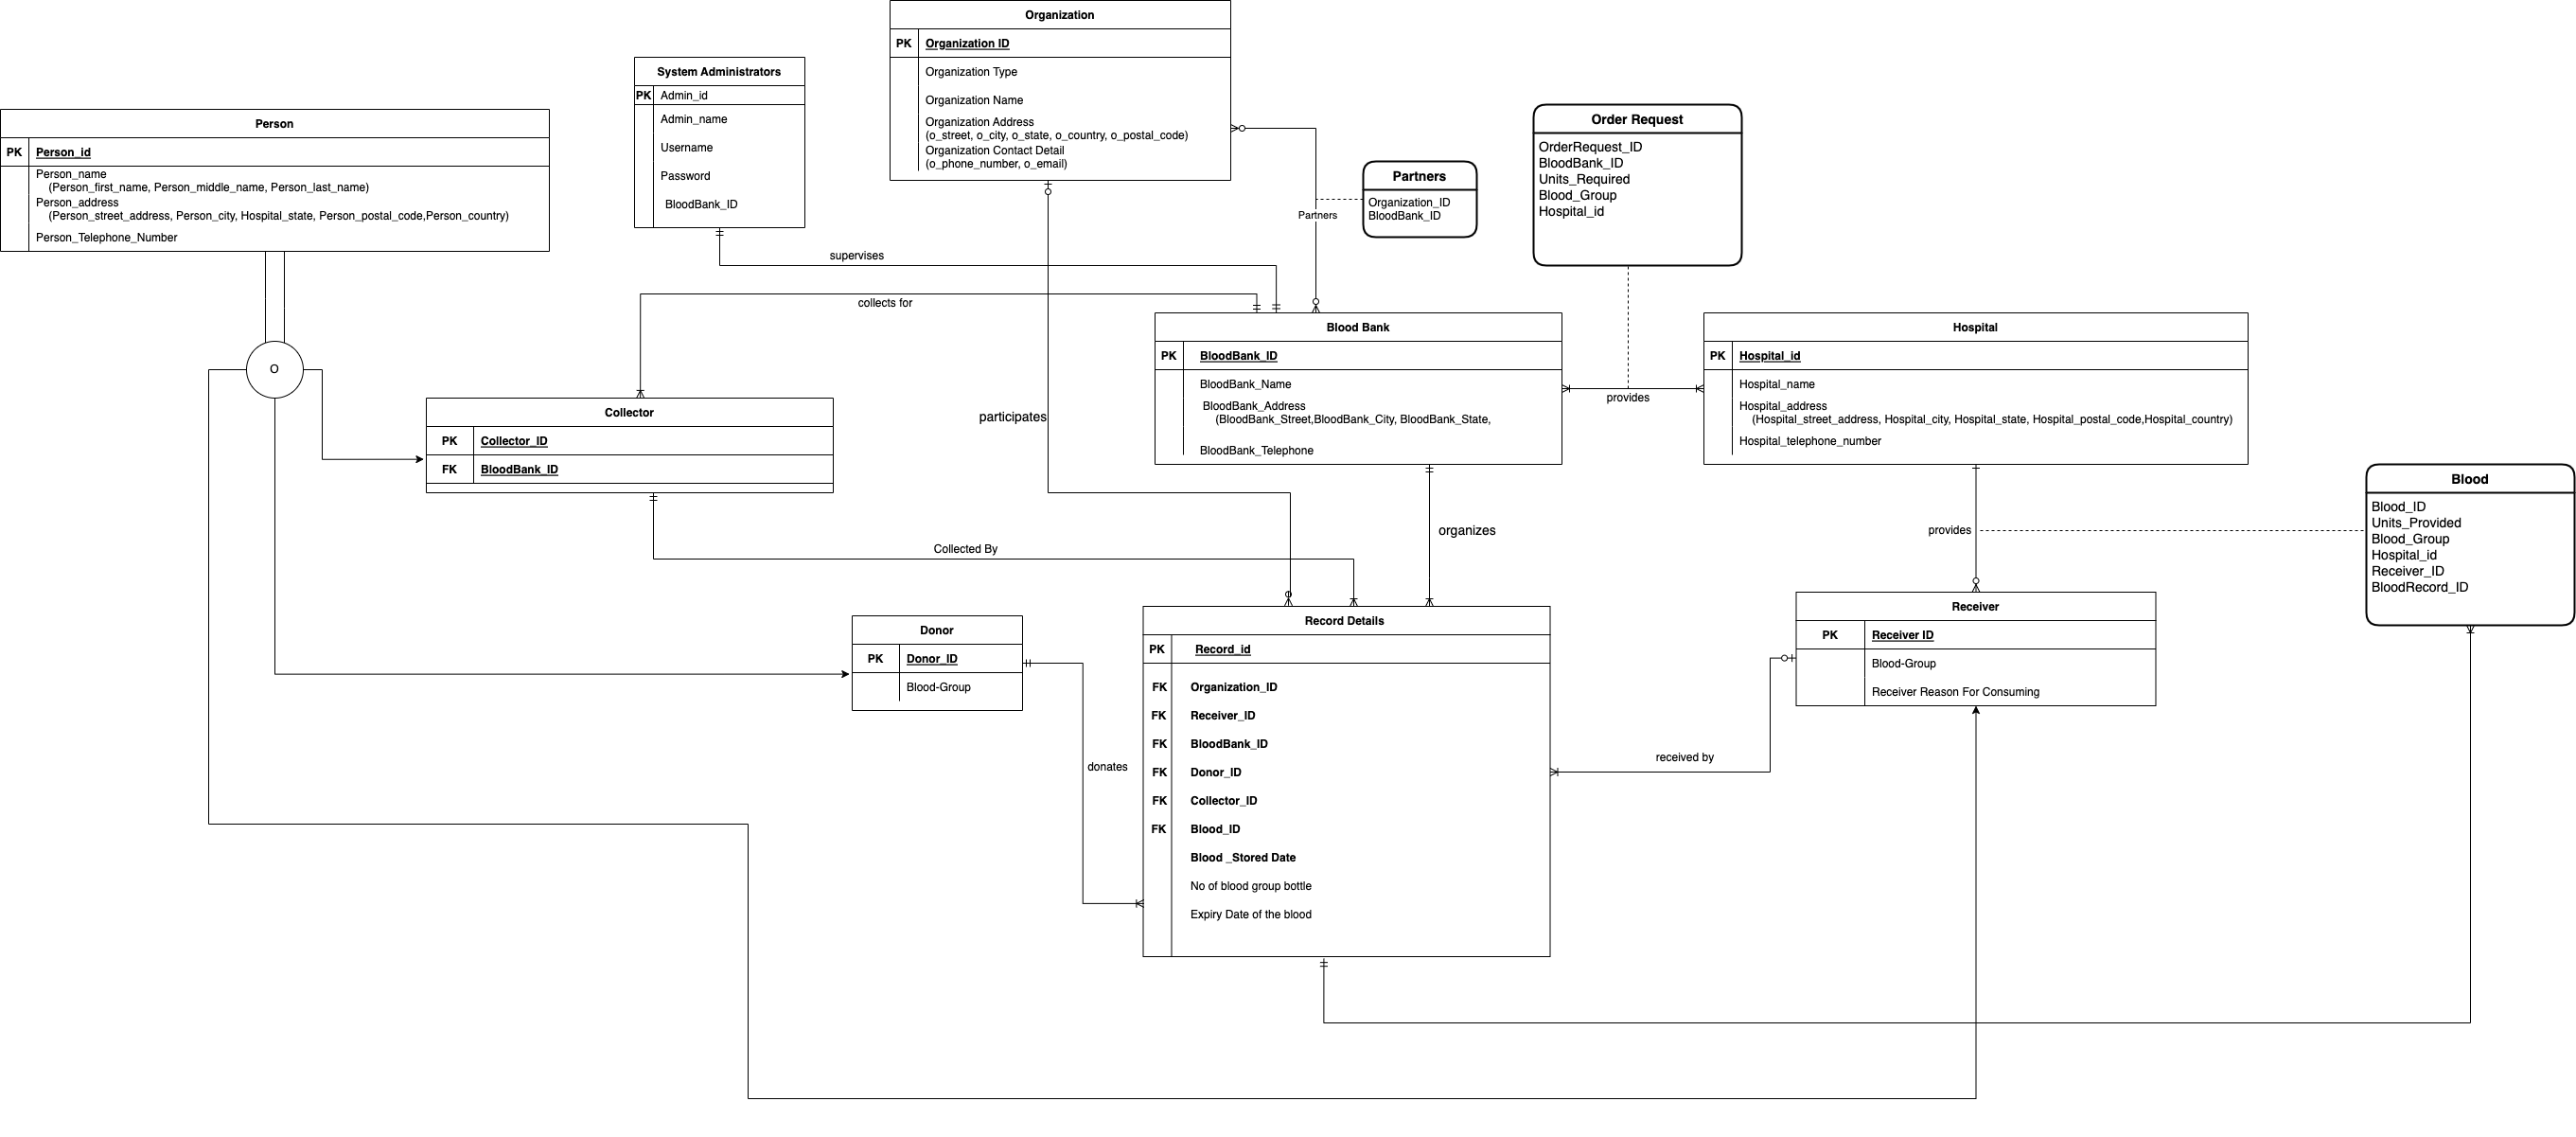 Organization
PK Organization ID
Organization Type
Organization Name
Organization Address
(o_street, o_city, o_state, o_country, o_postal_code)
Organization Contact Detail
(o_phone_number, o_email)
System Administrators
PK Admin_id
Admin_name
Username
Password
BloodBank_ID
Person
PK Person_id
Person_name
(Person_first_name, Person_middle_name, Person_last_name)
Person_address
(Person_street_address, Person_city, Hospital_state, Person_postal_code,Person_country)
Person_Telephone_Number
Order Request
OrderRequest_ID
BloodBank_ID
Units_Required
Blood_Group
Hospital_id
Partners
Organization_ID
BloodBank_ID
Partners
supervises
collects for
O
Blood Bank
PK BloodBank_ID
BloodBank_Name
BloodBank_Address
(BloodBank_Street,BloodBank_City, BloodBank_State,
BloodBank_Telephone
provides
Hospital
PK Hospital_id
Hospital_name
Hospital_address
(Hospital_street_address, Hospital_city, Hospital_state, Hospital_postal_code,Hospital_country)
Hospital_telephone_number
Collector
PK Collector_ID
FK BloodBank_ID
participates
organizes
provides
Blood
Blood_ID
Units_Provided
Blood_Group
Hospital_id
Receiver_ID
BloodRecord_ID
Collected By
Donor
PK Donor_ID
Blood-Group
donates
Record Details
PK Record_id
FK Organization_ID
FK Receiver_ID
FK BloodBank_ID
FK Donor_ID
FK Collector_ID
FK Blood_ID
Blood _Stored Date
No of blood group bottle
Expiry Date of the blood
Receiver
PK Receiver ID
Blood-Group
Receiver Reason For Consuming
received by